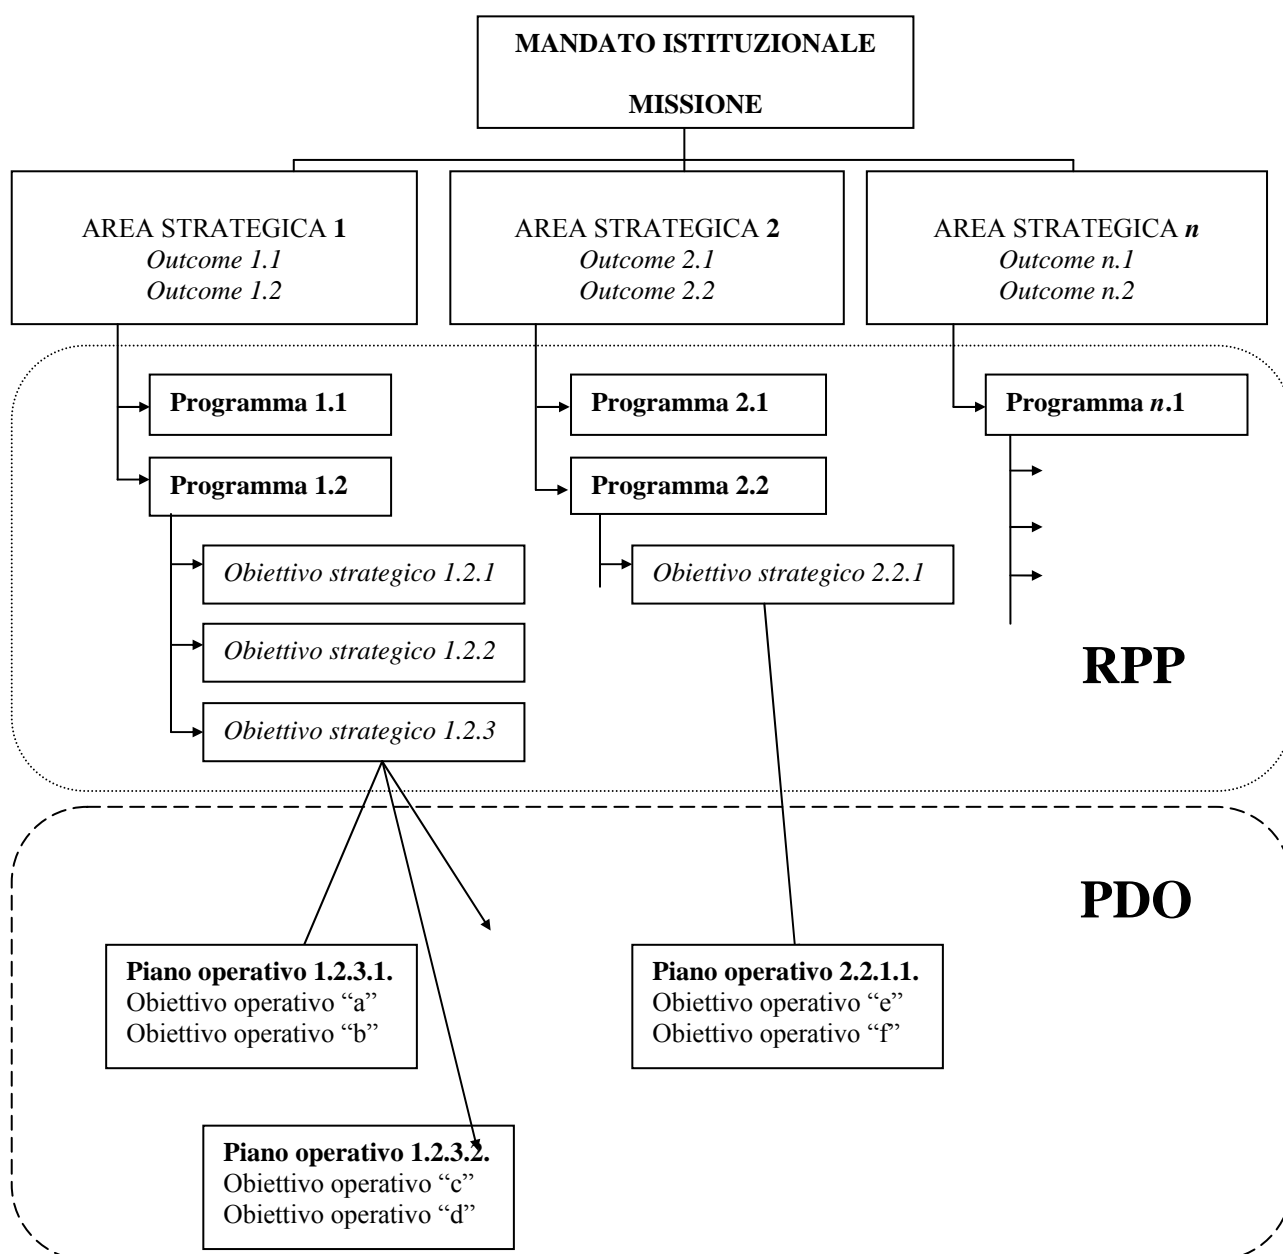 MANDATO ISTITUZIONALE
MISSIONE
AREA STRATEGICA 1
Outcome 1.1
Outcome 1.2
AREA STRATEGICA 2
Outcome 2.1
Outcome 2.2
AREA STRATEGICA n
Outcome n.1
Outcome n.2
Programma 1.1
Programma 2.1
Programma n.1
Programma 1.2
Programma 2.2
Obiettivo strategico 1.2.1
Obiettivo strategico 2.2.1
Obiettivo strategico 1.2.2
RPP
Obiettivo strategico 1.2.3
PDO
Piano operativo 1.2.3.1.
Obiettivo operativo “a”
Obiettivo operativo “b”
Piano operativo 2.2.1.1.
Obiettivo operativo “e”
Obiettivo operativo “f”
Piano operativo 1.2.3.2.
Obiettivo operativo “c”
Obiettivo operativo “d”